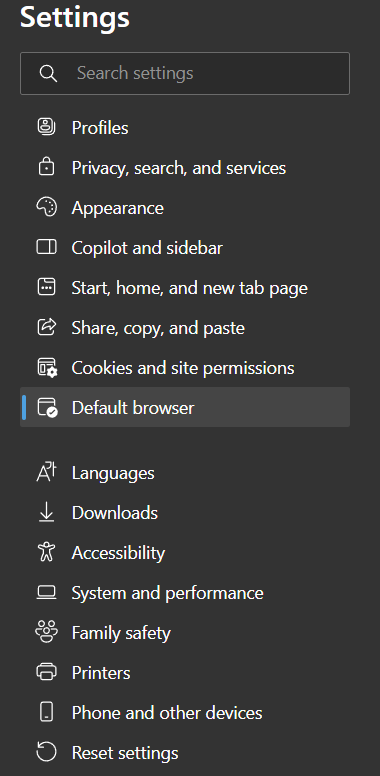 Settings
Search settings
Profiles
Privacy, search, and services
Appearance
Copilot and sidebar
Start, home, and new tab page
Share, copy, and paste
Cookies and site permissions
Default browser
Languages
Downloads
Accessibility
System and performance
Family safety
Printers
Phone and other devices
Reset settings